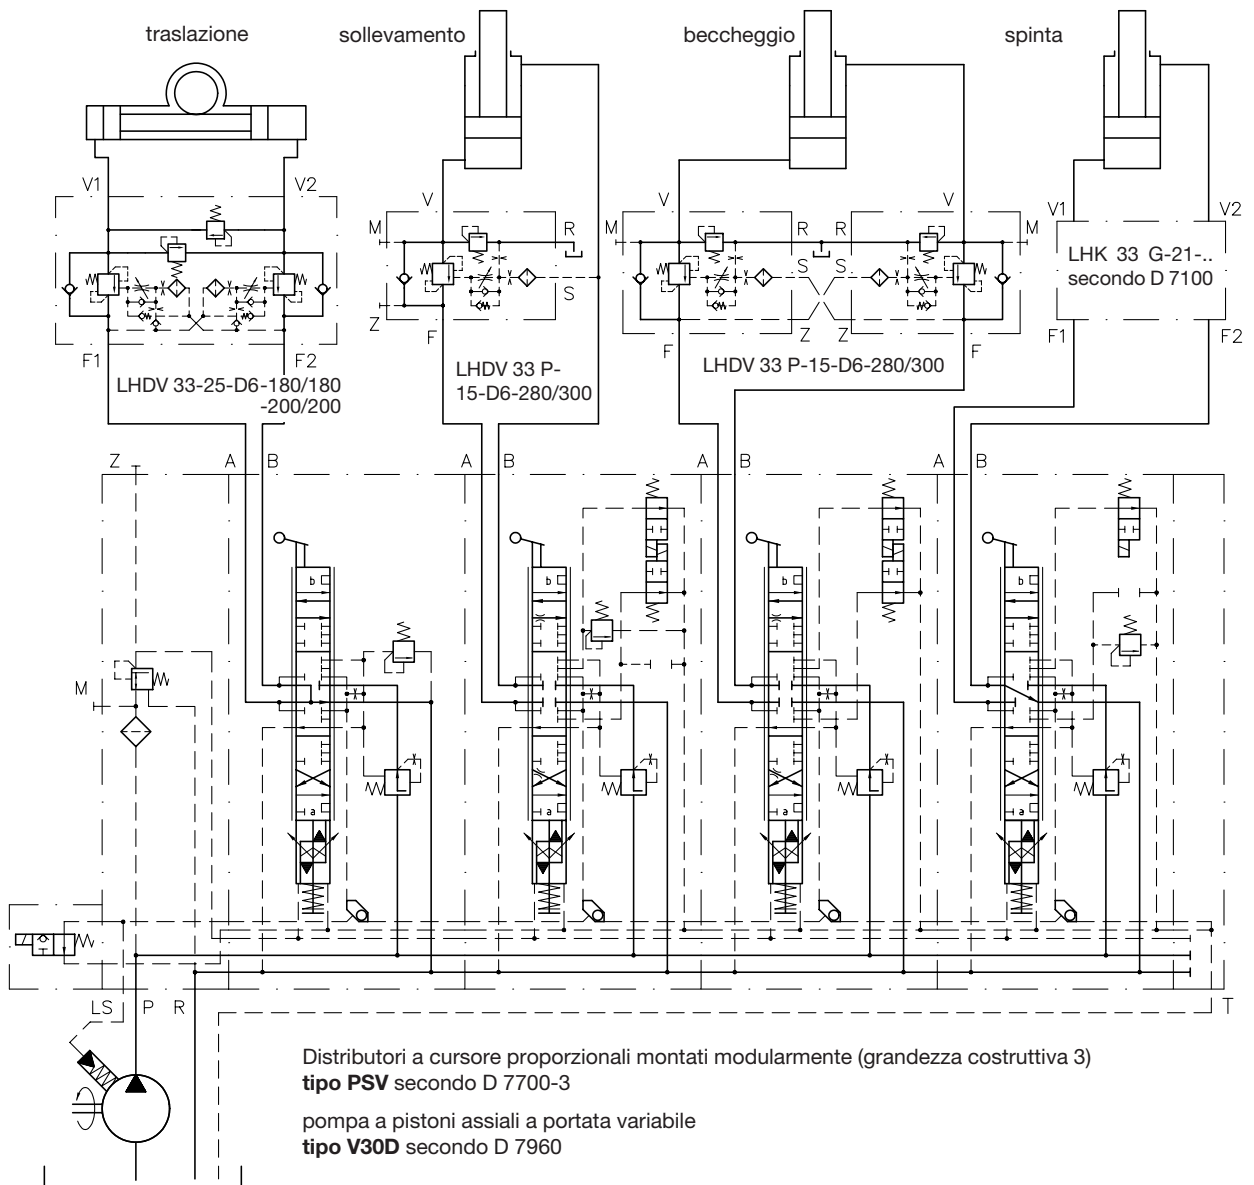 traslazione
sollevamento
beccheggio
spinta
V1
V2
V
V
V
V1
V2
M
R
M
R
R
M
S
S
S
Z
Z
Z
LHK 33 G-21-..
secondo D 7100
F1
F2
F
F
F
F1
F2
LHDV 33-25-D6-180/180
-200/200
LHDV 33 P-
15-D6-280/300
LHDV 33 P-15-D6-280/300
Z
A
B
A
B
A
B
A
B
b
b
b
b
M
a
a
a
a
LS
P
R
T
Distributori a cursore proporzionali montati modularmente (grandezza costruttiva 3)
tipo PSV secondo D 7700-3
pompa a pistoni assiali a portata variabile
tipo V30D secondo D 7960